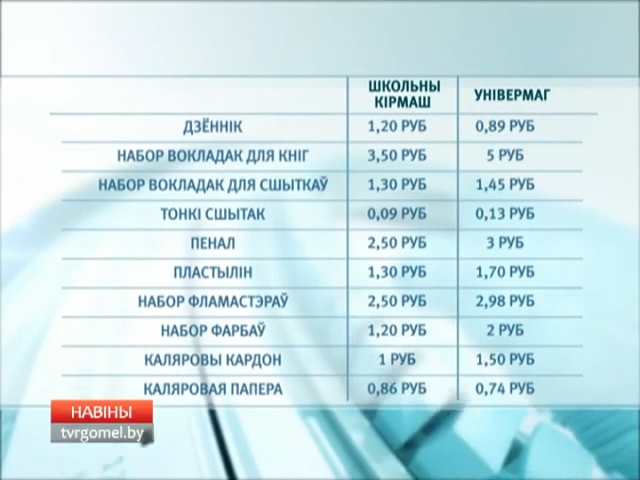 ШКОЛЬНЫ КІРМАШ УНІВЕРМАГ
ДЗЁННІК 1,20 РУБ 0,89 РУБ
НАБОР ВОКЛАДАК ДЛЯ КНІГ 3,50 РУБ 5 РУБ
НАБОР ВОКЛАДАК ДЛЯ СШЫТКАЎ 1,30 РУБ 1,45 РУБ
ТОНКІ СШЫТАК 0,09 РУБ 0,13 РУБ
ПЕНАЛ 2,50 РУБ 3 РУБ
ПЛАСТЫЛІН 1,30 РУБ 1,70 РУБ
НАБОР ФЛАМАСТЭРАЎ 2,50 РУБ 2,98 РУБ
НАБОР ФАРБАЎ 1,20 РУБ 2 РУБ
КАЛЯРОВЫ КАРДОН 1 РУБ 1,50 РУБ
КАЛЯРОВАЯ ПАПЕРА 0,86 РУБ 0,74 РУБ
НАВІНЫ
tvrgomel.by